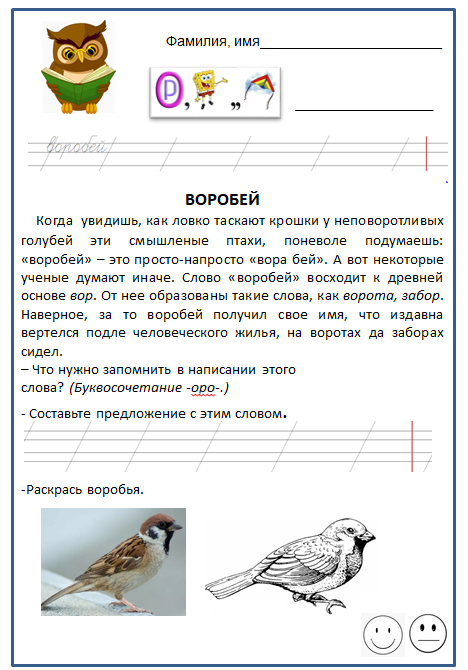 Фамилия, имя
р , ,,
воробей
ВОРОБЕЙ
Когда увидишь, как ловко таскают крошки у неповоротливых
голубей эти смышленые птахи, поневоле подумаешь:
«воробей» – это просто-напросто «вора бей». А вот некоторые
ученые думают иначе. Слово «воробей» восходит к древней
основе вор. От нее образованы такие слова, как ворота, забор.
Наверное, за то воробей получил свое имя, что издавна
вертелся подле человеческого жилья, на воротах да заборах
сидел.
– Что нужно запомнить в написании этого
слова? (Буквосочетание -оро-.)
- Составьте предложение с этим словом.
-Раскрась воробья.